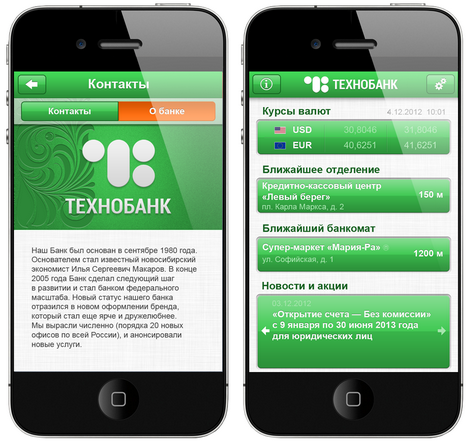 Контакты
Контакты
О банке
ТЕХНОБАНК
Наш Банк был основан в сентябре 1980 года.
Основателем стал известный новосибирский
экономист Илья Сергеевич Макаров. В конце
2005 года Банк сделал следующий шаг
в развитии и стал банком федерального
масштаба. Новый статус нашего банка
отразился в новом оформлении бренда,
который стал еще ярче и дружелюбнее.
Мы вырасли численно (порядка 20 новых
офисов по всей России), и анонсировали
новые услуги.
ТЕХНОБАНК
Курсы валют 4.12.2012 10:01
USD 30,8046 31,8046
EUR 40,6251 41,6251
Ближайшее отделение
Кредитно-кассовый центр
«Левый берег» 150 м
пл. Карла Маркса, д. 2
Ближайший банкомат
Супер-маркет «Мария-Ра»
1200 м
ул. Софийская, д. 1
Новости и акции
03.12.2012
«Открытие счета — Без комиссии»
с 9 января по 30 июня 2013 года
для юридических лиц